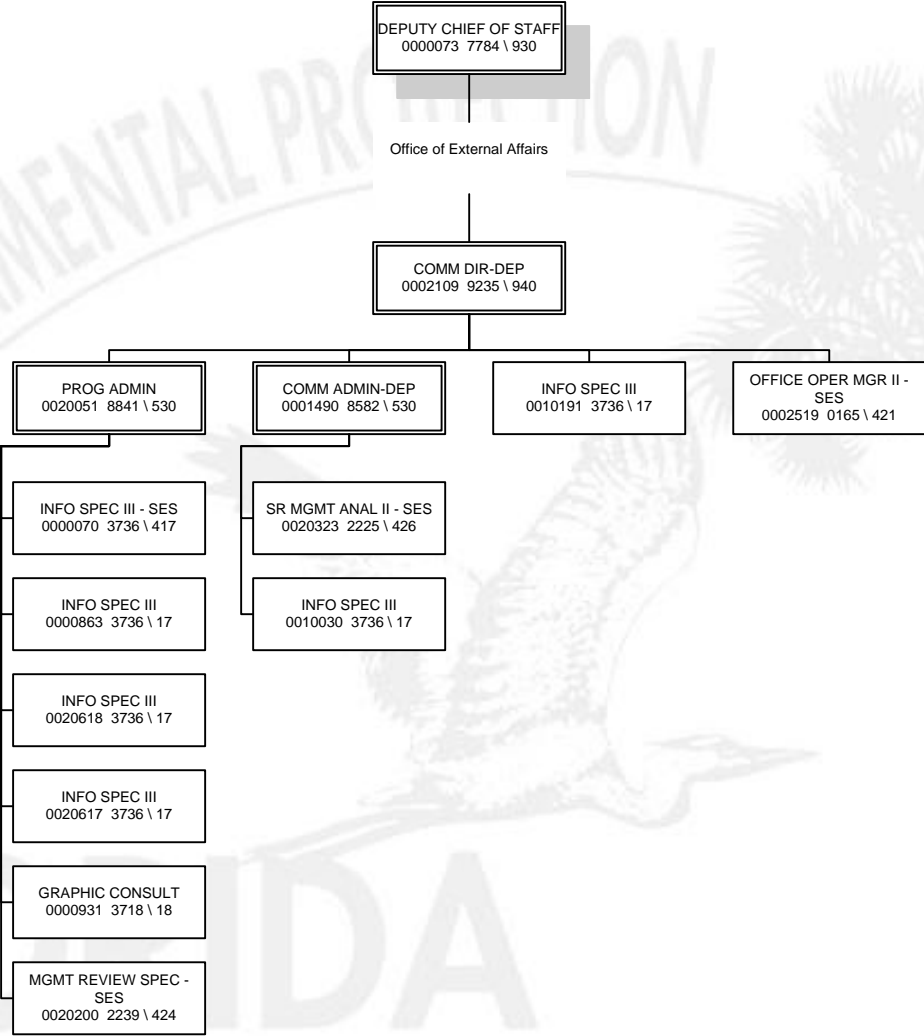 DEPUTY CHIEF OF STAFF
0000073 7784 \ 930
Office of External Affairs
COMM DIR-DEP
0002109 9235 \ 940
PROG ADMIN
0020051 8841 \ 530
COMM ADMIN-DEP
0001490 8582 \ 530
INFO SPEC III
0010191 3736 \ 17
OFFICE OPER MGR II -
SES
0002519 0165 \ 421
INFO SPEC III - SES
0000070 3736 \ 417
SR MGMT ANAL II - SES
0020323 2225 \ 426
INFO SPEC III
0000863 3736 \ 17
INFO SPEC III
0010030 3736 \ 17
INFO SPEC III
0020618 3736 \ 17
INFO SPEC III
0020617 3736 \ 17
GRAPHIC CONSULT
0000931 3718 \ 18
MGMT REVIEW SPEC -
SES
0020200 2239 \ 424